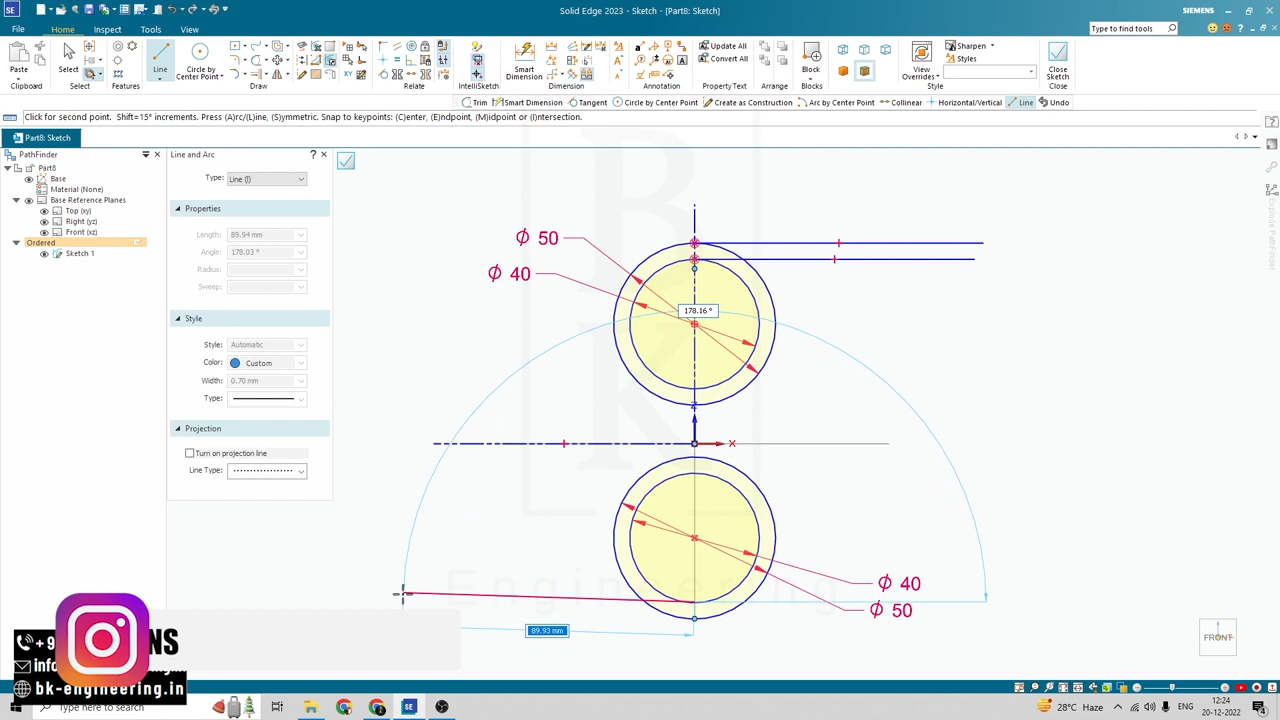 Solid Edge 2023 - Sketch - [Part8: Sketch]
SIEMENS
File
Home
Inspect
Tools
Type here to find tools
Paste
Clipboard
Select
Select
Features
Line
Circle by Center Point
Draw
Relate
IntelliSketch
Smart Dimension
Dimension
Annotation
Update All
Convert All
Property Text
Arrange
Block
Blocks
View Overrides
Sharpen
Styles
Style
Close Sketch
Close
Trim
Smart Dimension
Tangent
Circle by Center Point
Create as Construction
Arc by Center Point
Collinear
Horizontal/Vertical
Line
Undo
Click for second point. Shift=15° increments. Press (A)rc/(L)ine, (S)ymmetric. Snap to keypoints: (C)enter, (E)ndpoint, (M)idpoint or (I)ntersection.
Part8: Sketch
PathFinder
Part8
Base
Material (None)
Base Reference Planes
Top (xy)
Right (yz)
Front (xz)
Ordered
Sketch 1
Line and Arc
?
Type:
Line (l)
Properties
Length:
89.94 mm
Angle:
178.03 °
Radius:
Sweep:
Style
Style:
Automatic
Color:
Custom
Width:
0.70 mm
Type:
Projection
Turn on projection line
Line Type:
Φ 50
Φ 40
178.16 °
Z
X
Φ 40
Φ 50
89.93 mm
FRONT
BK
Engineering
Explode PathFinder
+ 9
NS
info
bk-engineering.in
Type here to search
28°C Haze
ENG
12:24
20-12-2022